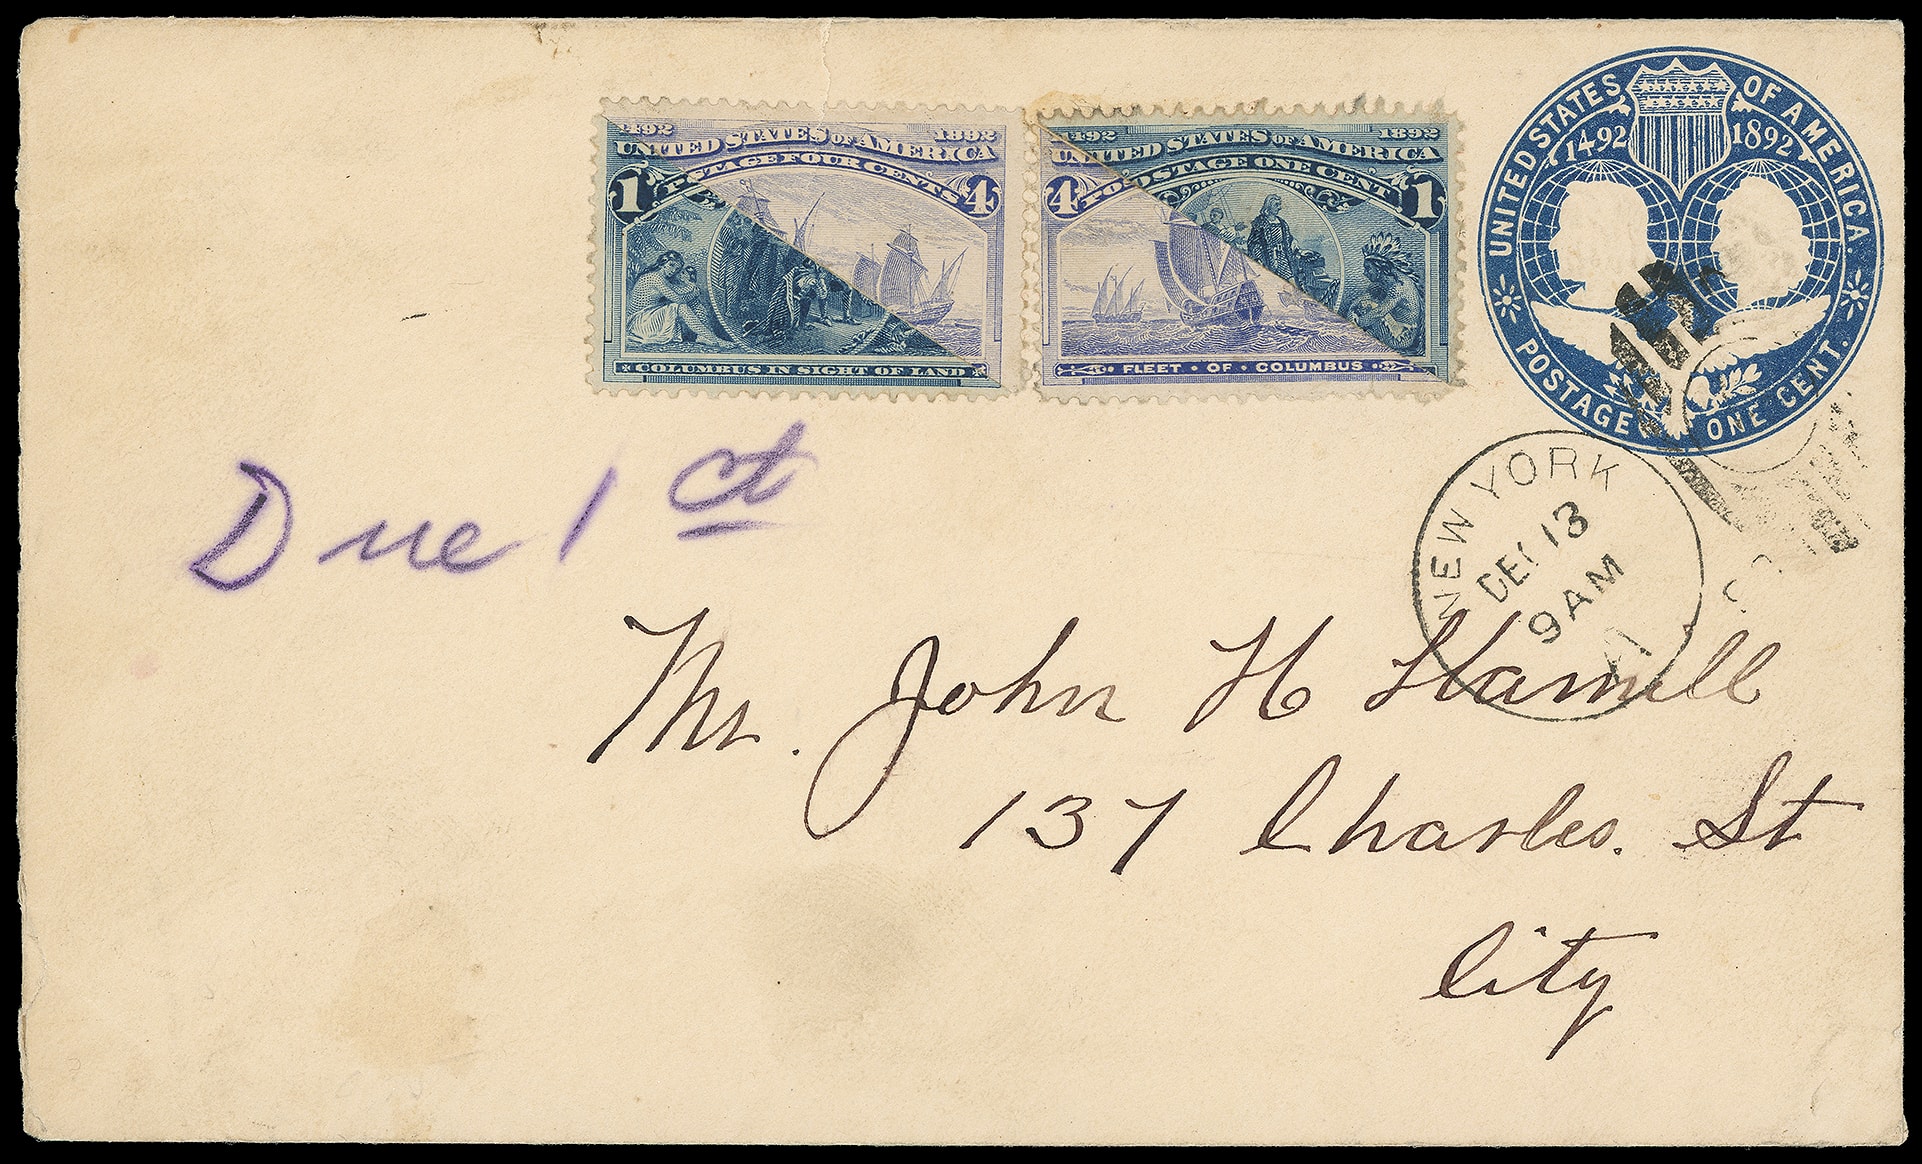 1492 1892
UNITED STATES OF AMERICA
POSTAGE FOUR CENTS
1 4
COLUMBUS IN SIGHT OF LAND
1492 1892
UNITED STATES OF AMERICA
POSTAGE ONE CENT
4 1
FLEET · OF · COLUMBUS
UNITED STATES OF AMERICA.
1492 1892
POSTAGE ONE CENT.
Due 1 ct
NEW YORK
DEC 13
9 AM
Mr. John H Hamill
137 Charles. St
City